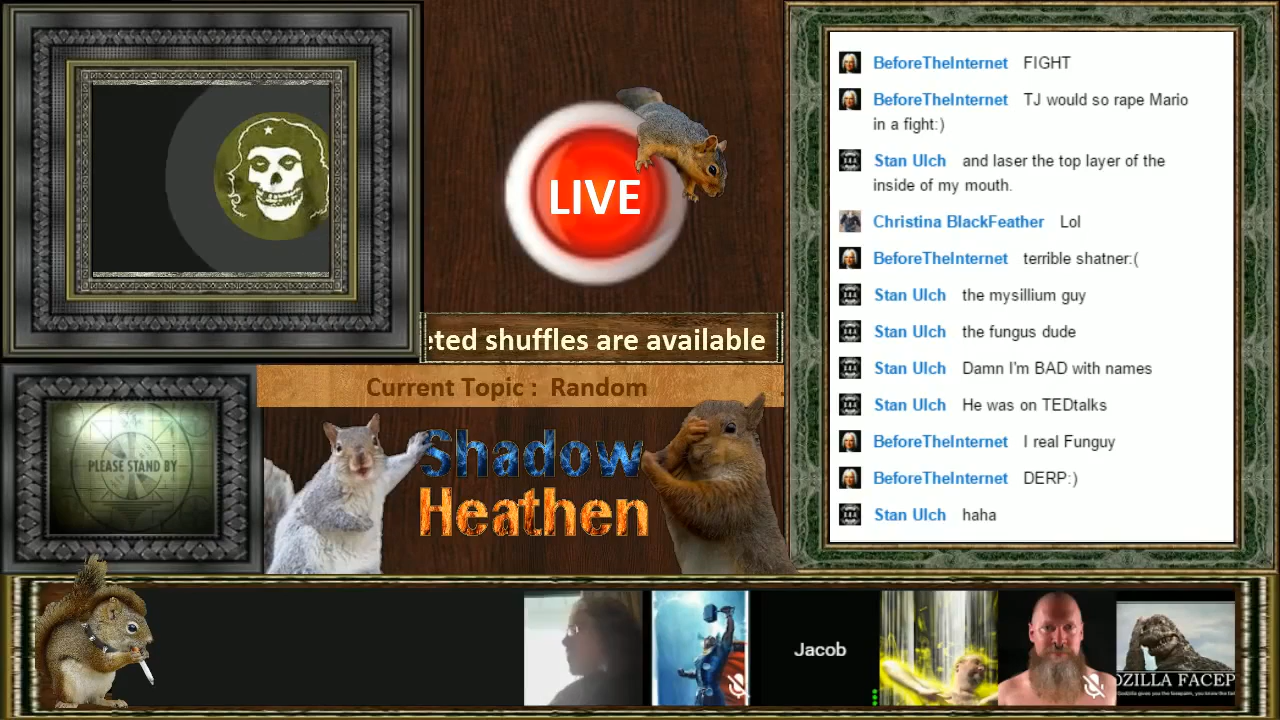 LIVE
eted shuffles are available
Current Topic : Random
Shadow
Heathen
PLEASE STAND BY
BeforeTheInternet FIGHT
BeforeTheInternet TJ would so rape Mario
in a fight:)
Stan Ulch and laser the top layer of the
inside of my mouth.
Christina BlackFeather Lol
BeforeTheInternet terrible shatner:(
Stan Ulch the mysillium guy
Stan Ulch the fungus dude
Stan Ulch Damn I'm BAD with names
Stan Ulch He was on TEDtalks
BeforeTheInternet I real Funguy
BeforeTheInternet DERP:)
Stan Ulch haha
Jacob
DZILLA FACEP